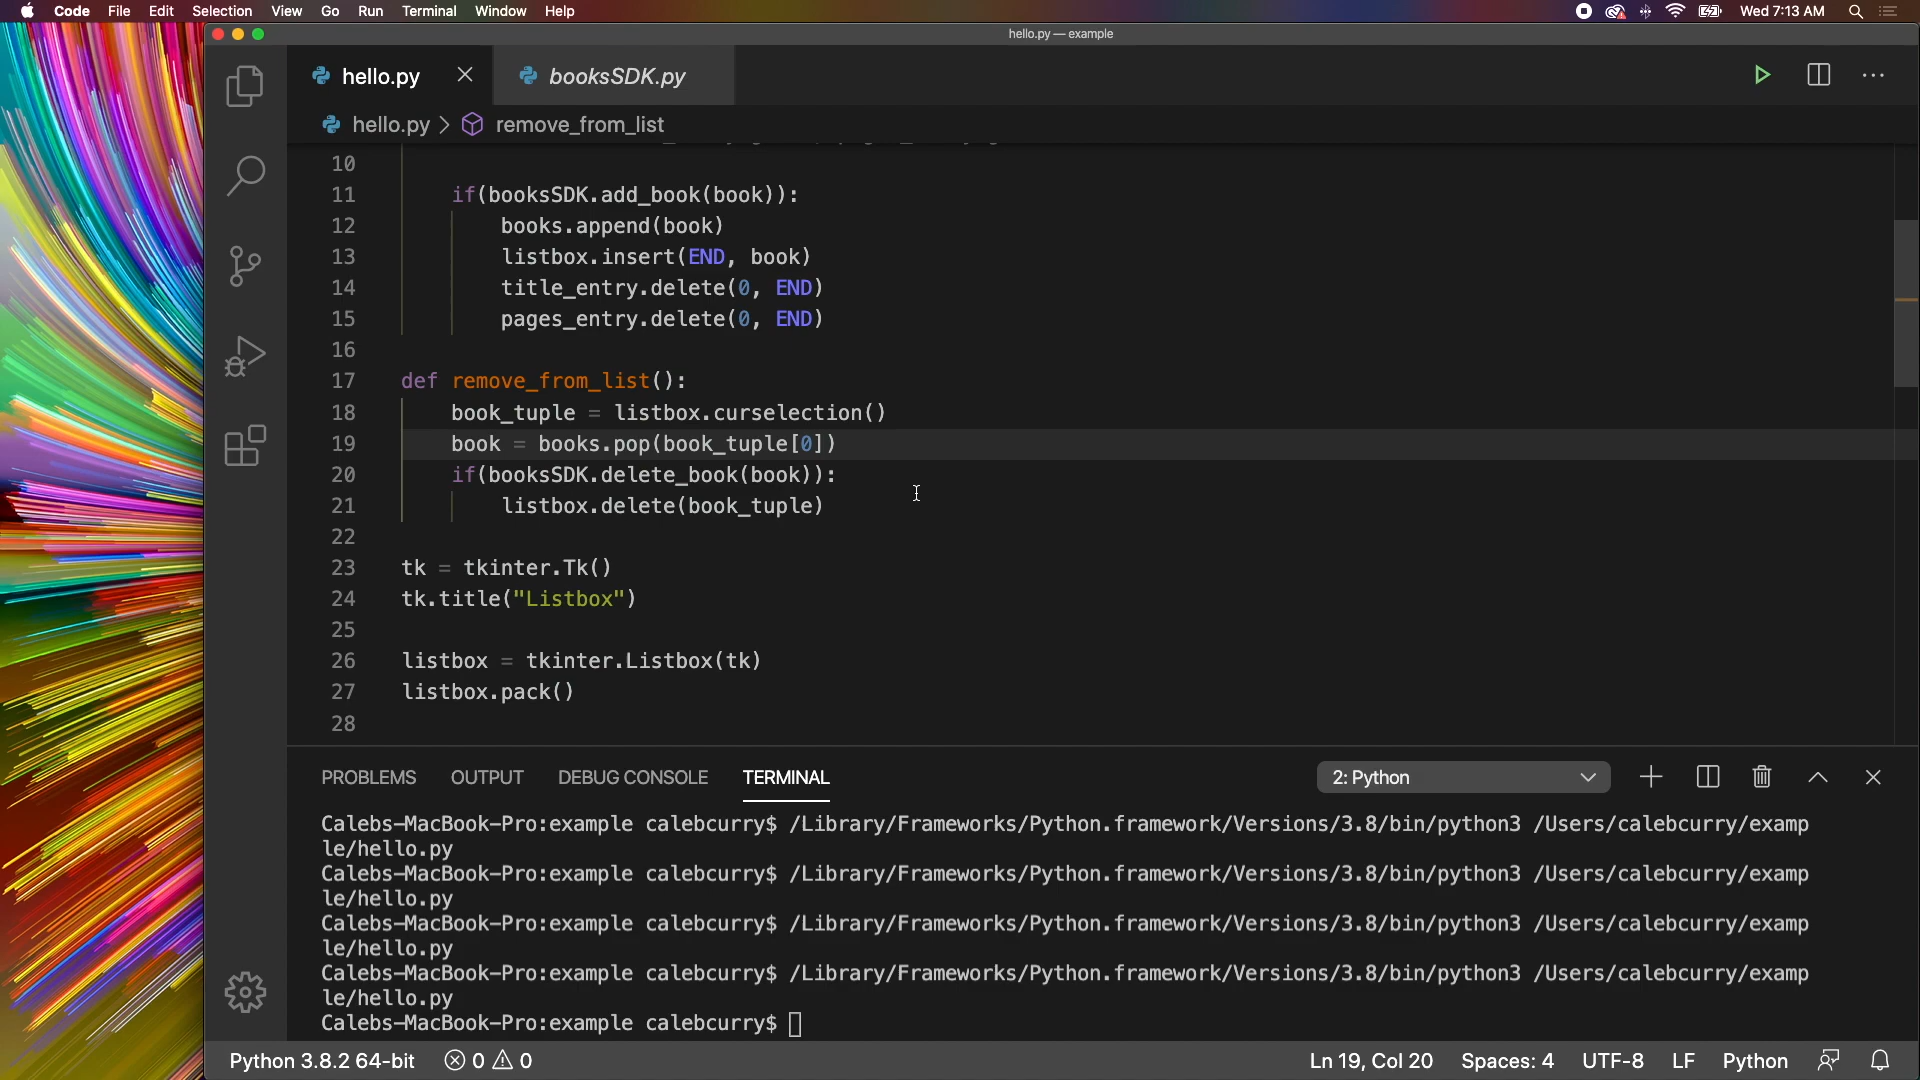 Code File Edit Selection View Go Run Terminal Window Help Wed 7:13 AM
hello.py — example
hello.py booksSDK.py
hello.py > remove_from_list
10
11 if(booksSDK.add_book(book)):
12 books.append(book)
13 listbox.insert(END, book)
14 title_entry.delete(0, END)
15 pages_entry.delete(0, END)
16
17 def remove_from_list():
18 book_tuple = listbox.curselection()
19 book = books.pop(book_tuple[0])
20 if(booksSDK.delete_book(book)):
21 listbox.delete(book_tuple)
22
23 tk = tkinter.Tk()
24 tk.title("Listbox")
25
26 listbox = tkinter.Listbox(tk)
27 listbox.pack()
28
PROBLEMS OUTPUT DEBUG CONSOLE TERMINAL 2: Python
Calebs-MacBook-Pro:example calebcurry$ /Library/Frameworks/Python.framework/Versions/3.8/bin/python3 /Users/calebcurry/examp
le/hello.py
Calebs-MacBook-Pro:example calebcurry$ /Library/Frameworks/Python.framework/Versions/3.8/bin/python3 /Users/calebcurry/examp
le/hello.py
Calebs-MacBook-Pro:example calebcurry$ /Library/Frameworks/Python.framework/Versions/3.8/bin/python3 /Users/calebcurry/examp
le/hello.py
Calebs-MacBook-Pro:example calebcurry$ /Library/Frameworks/Python.framework/Versions/3.8/bin/python3 /Users/calebcurry/examp
le/hello.py
Calebs-MacBook-Pro:example calebcurry$
Python 3.8.2 64-bit 0 0 Ln 19, Col 20 Spaces: 4 UTF-8 LF Python